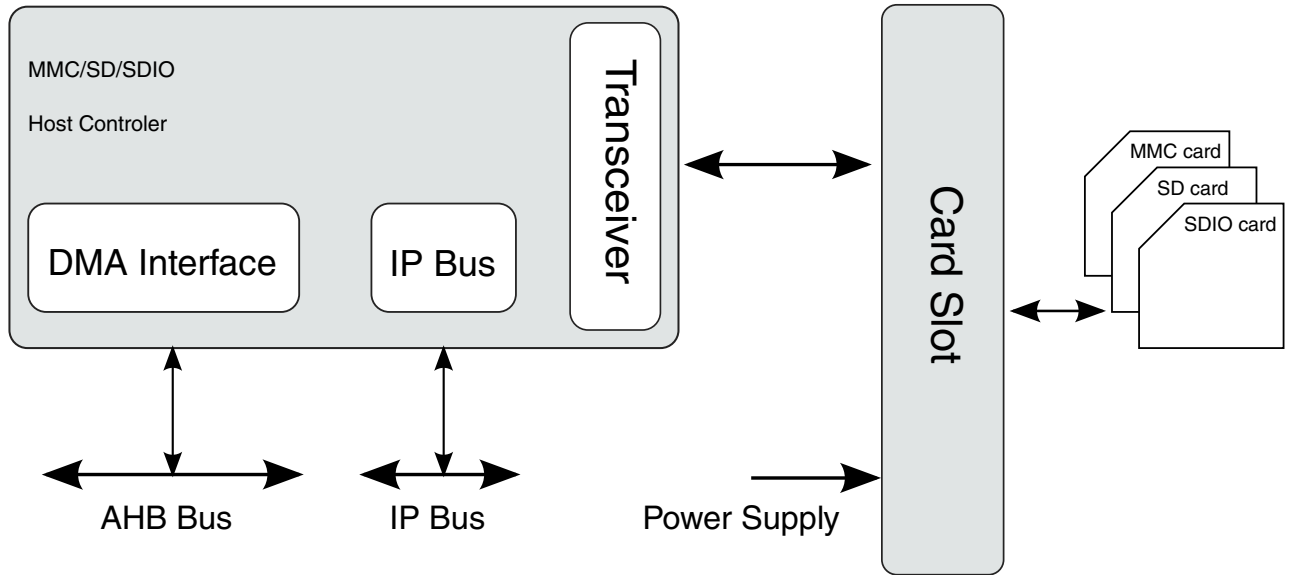 MMC/SD/SDIO
Host Controler
Transceiver
DMA Interface
IP Bus
Card Slot
MMC card
SD card
SDIO card
AHB Bus
IP Bus
Power Supply